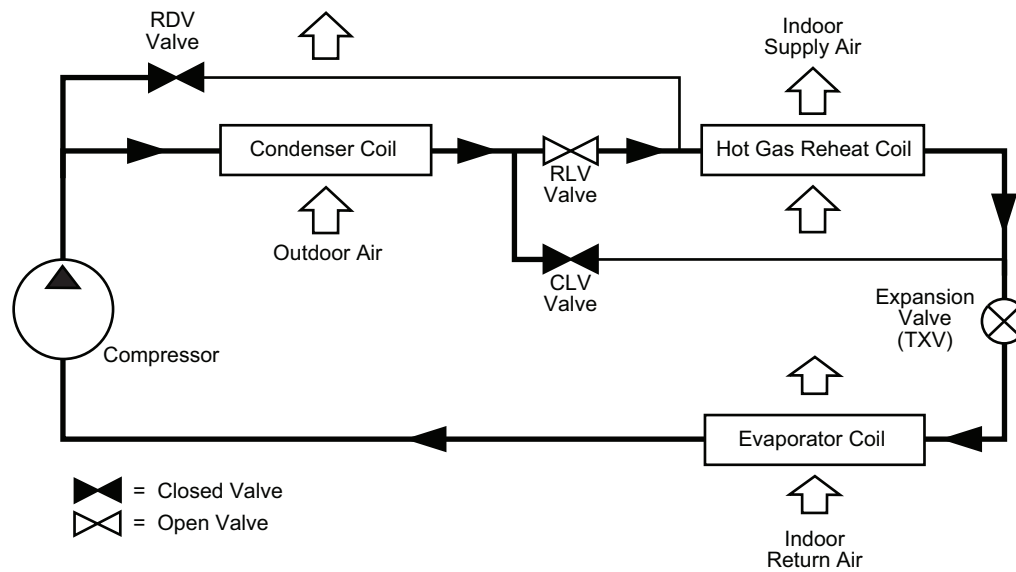 RDV
Valve
Indoor
Supply Air
Condenser Coil
Hot Gas Reheat Coil
RLV
Valve
Outdoor Air
CLV
Valve
Expansion
Valve
(TXV)
Compressor
Evaporator Coil
= Closed Valve
= Open Valve
Indoor
Return Air